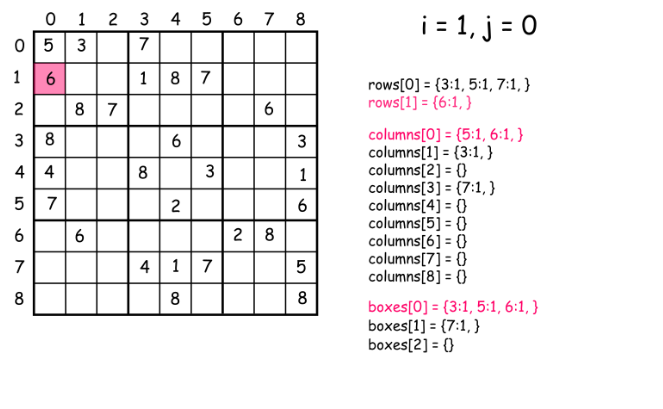 i = 1, j = 0
0 1 2 3 4 5 6 7 8
0 5 3 7
1 6 1 8 7
2 8 7 6
3 8 6 3
4 4 8 3 1
5 7 2 6
6 6 2 8
7 4 1 7 5
8 8 8
rows[0] = {3:1, 5:1, 7:1, }
rows[1] = {6:1, }
columns[0] = {5:1, 6:1, }
columns[1] = {3:1, }
columns[2] = {}
columns[3] = {7:1, }
columns[4] = {}
columns[5] = {}
columns[6] = {}
columns[7] = {}
columns[8] = {}
boxes[0] = {3:1, 5:1, 6:1, }
boxes[1] = {7:1, }
boxes[2] = {}